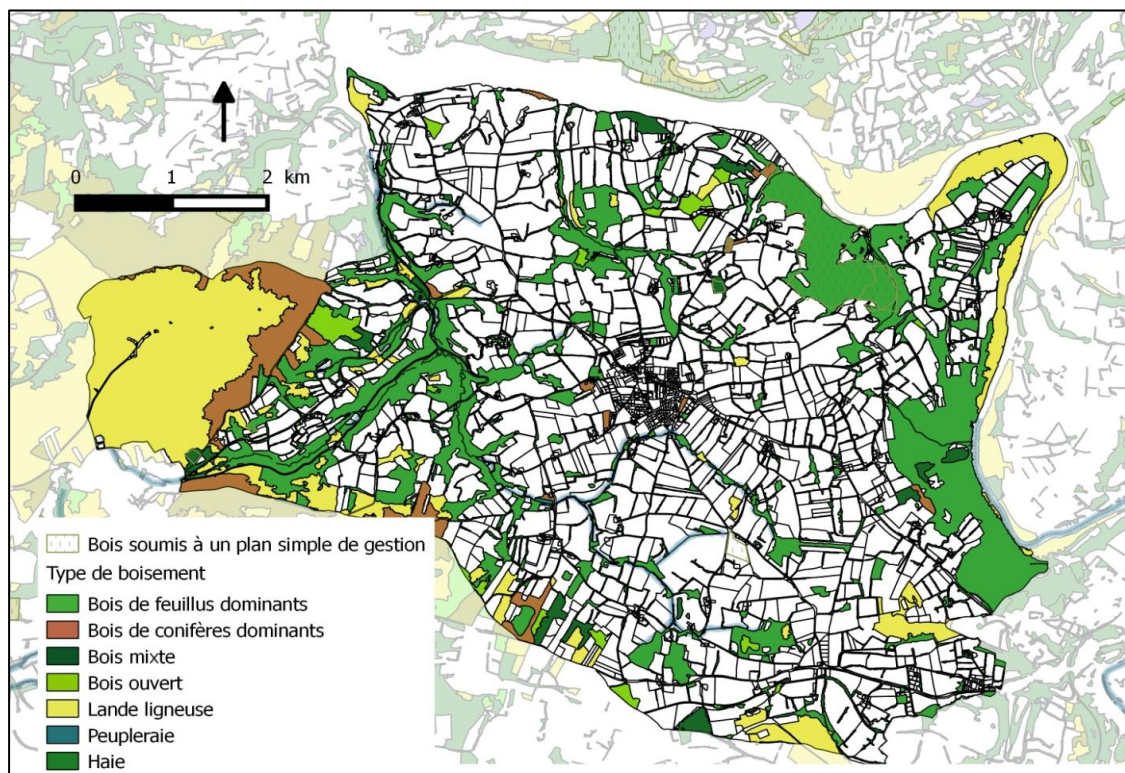 0 1 2 km
Bois soumis à un plan simple de gestion
Type de boisement
Bois de feuillus dominants
Bois de conifères dominants
Bois mixte
Bois ouvert
Lande ligneuse
Peupleraie
Haie